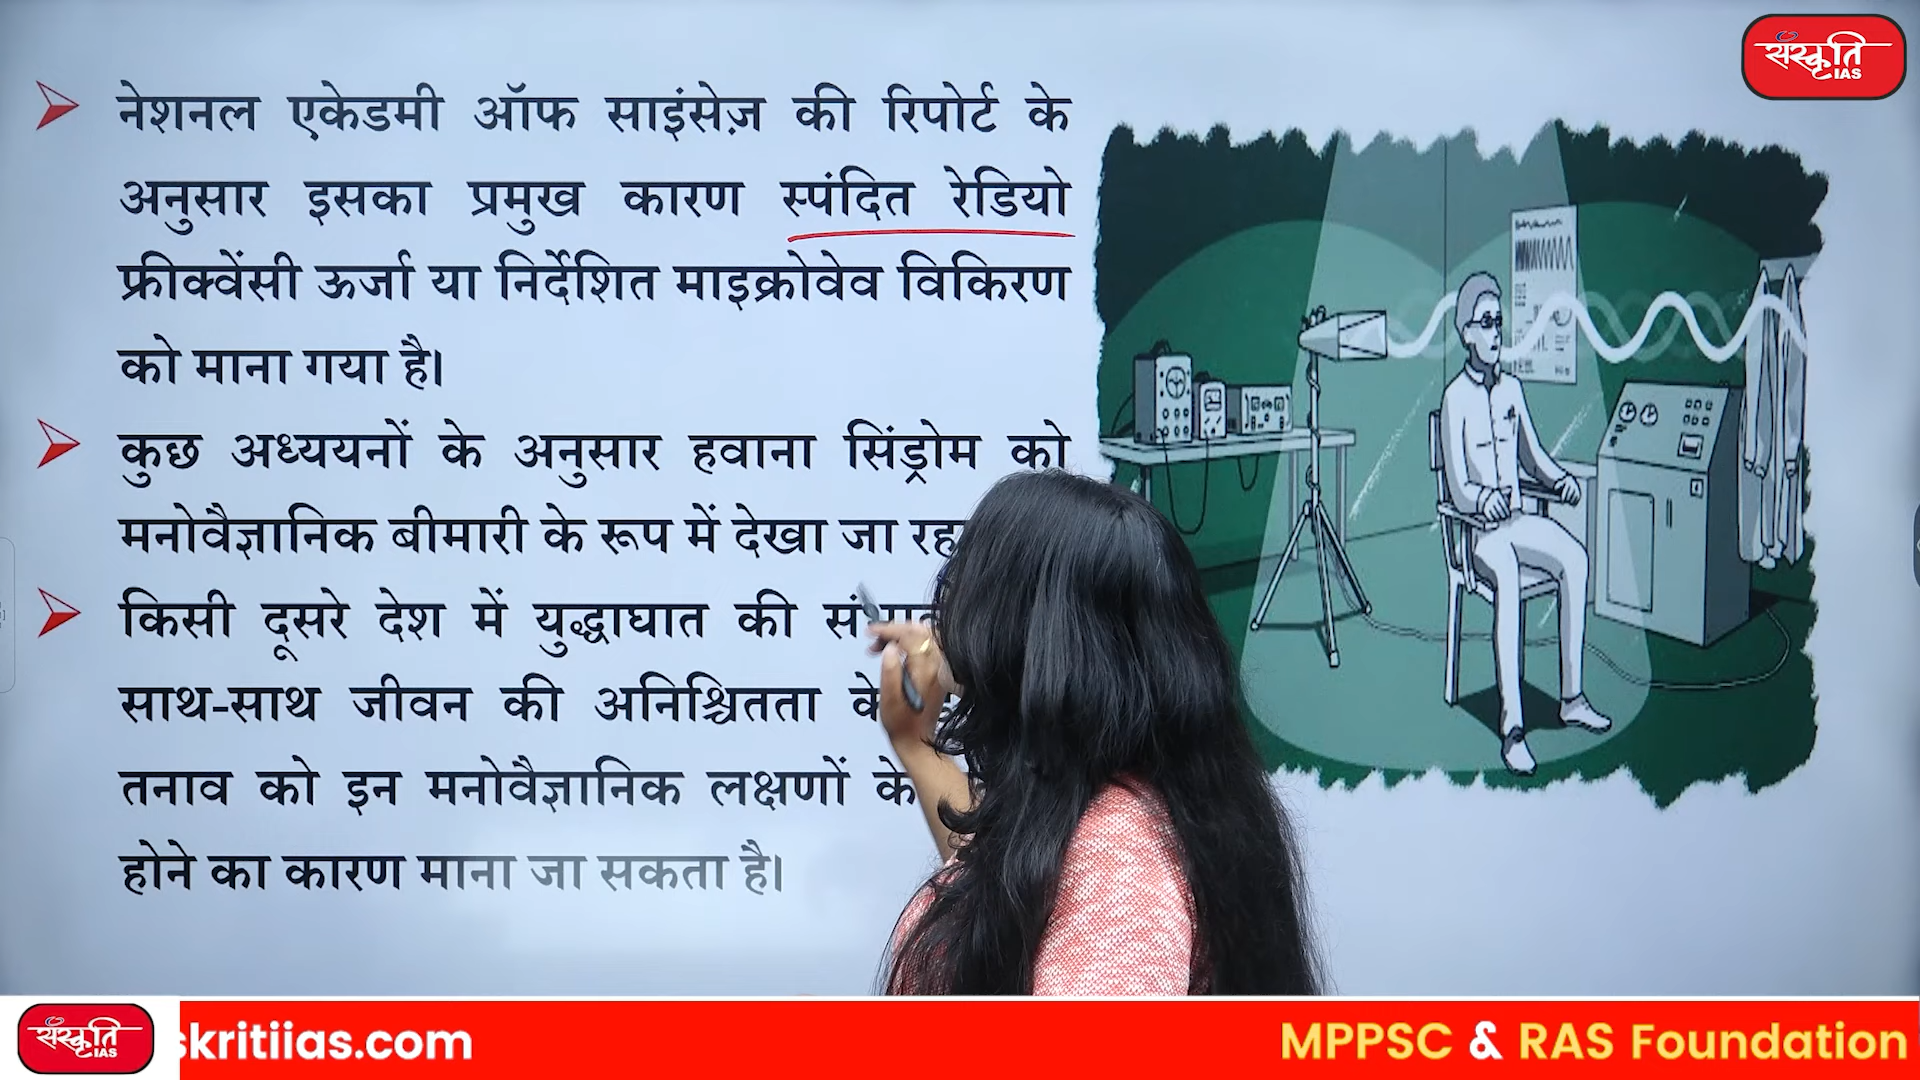 संस्कृति
IAS
नेशनल एकेडमी ऑफ साइंसेज़ की रिपोर्ट के
अनुसार इसका प्रमुख कारण स्पंदित रेडियो
फ्रीक्वेंसी ऊर्जा या निर्देशित माइक्रोवेव विकिरण
को माना गया है।
कुछ अध्ययनों के अनुसार हवाना सिंड्रोम को
मनोवैज्ञानिक बीमारी के रूप में देखा जा
किसी दूसरे देश में युद्धाघात की
साथ-साथ जीवन की अनिश्चितता
तनाव को इन मनोवैज्ञानिक लक्षणों के
होने का कारण माना जा सकता है।
संस्कृति
IAS
skritiias.com
MPPSC & RAS Foundation